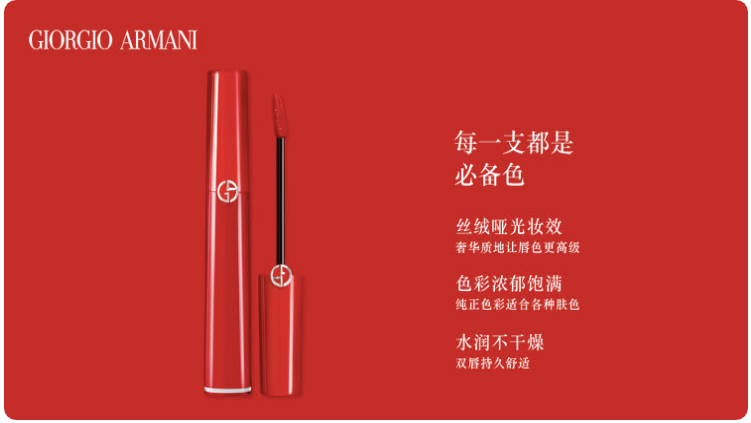 GIORGIO ARMANI
每一支都是
必备色
丝绒哑光妆效
奢华质地让唇色更高级
色彩浓郁饱满
纯正色彩适合各种肤色
水润不干燥
双唇持久舒适